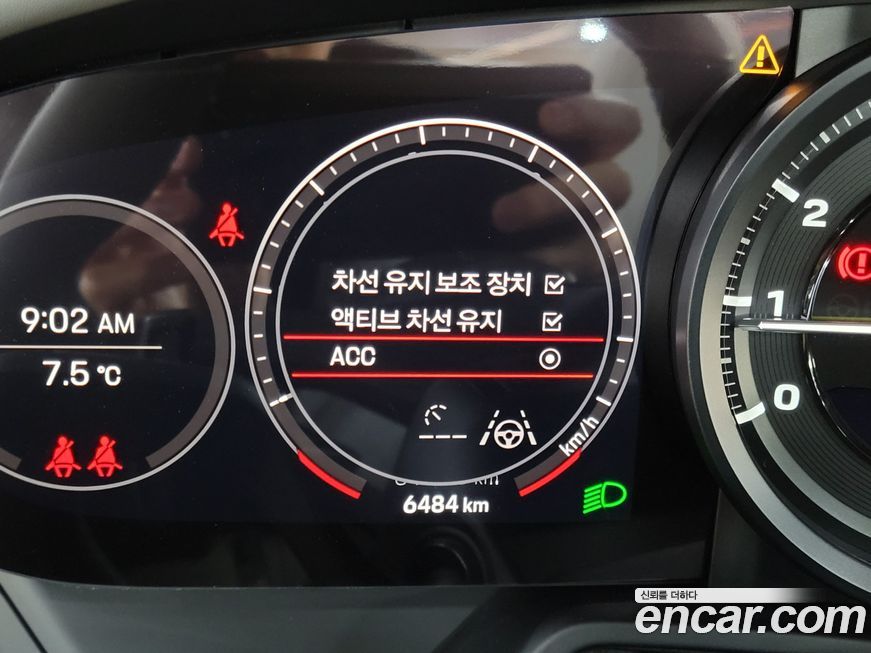 차선 유지 보조 장치
액티브 차선 유지
ACC
9:02 AM
7.5 °C
km/h
6484 km
2
1
0
신뢰를 더하다
encar.com